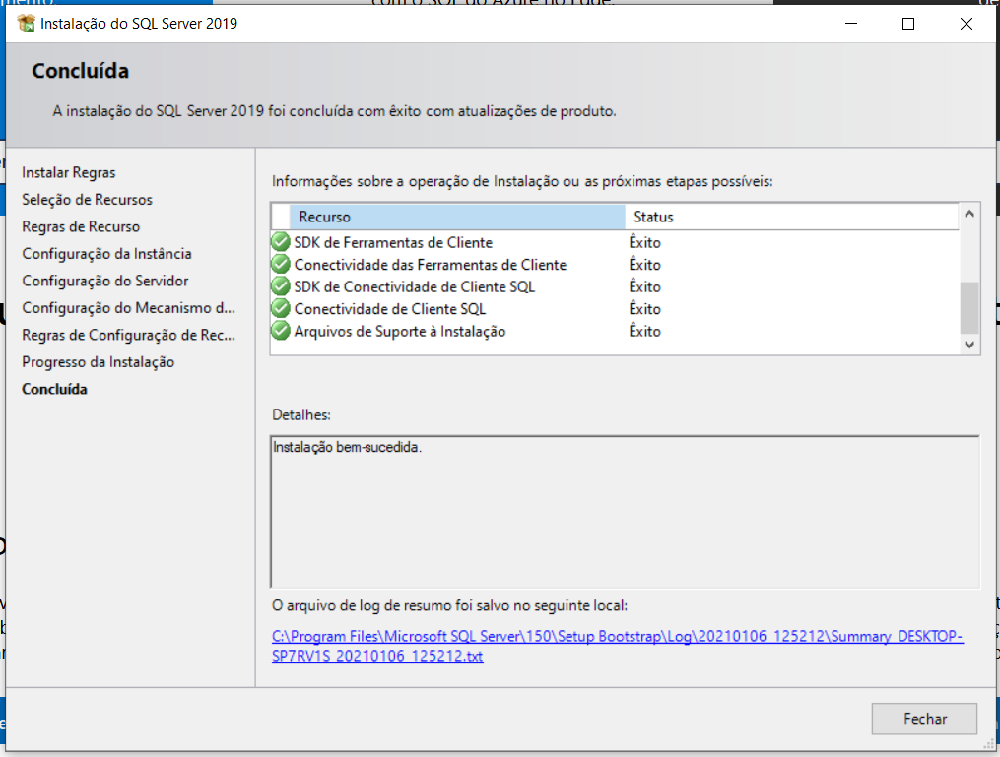 com o SQL do Azure no Edge.
Instalação do SQL Server 2019
Concluída
A instalação do SQL Server 2019 foi concluída com êxito com atualizações de produto.
Instalar Regras
Seleção de Recursos
Regras de Recurso
Configuração da Instância
Configuração do Servidor
Configuração do Mecanismo d...
Regras de Configuração de Rec...
Progresso da Instalação
Concluída
Informações sobre a operação de Instalação ou as próximas etapas possíveis:
Recurso Status
SDK de Ferramentas de Cliente Êxito
Conectividade das Ferramentas de Cliente Êxito
SDK de Conectividade de Cliente SQL Êxito
Conectividade de Cliente SQL Êxito
Arquivos de Suporte à Instalação Êxito
Detalhes:
Instalação bem-sucedida.
O arquivo de log de resumo foi salvo no seguinte local:
C:\Program Files\Microsoft SQL Server\150\Setup Bootstrap\Log\20210106_125212\Summary_DESKTOP-
SP7RV1S_20210106_125212.txt
Fechar